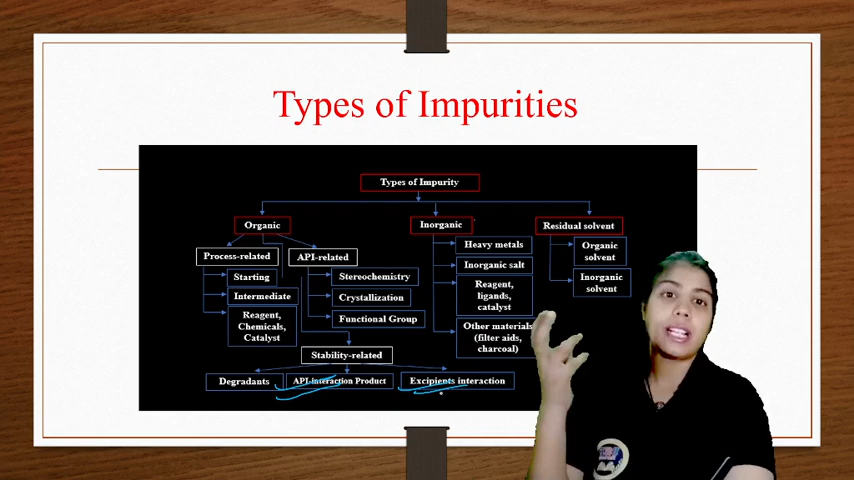 Types of Impurities
Types of Impurity
Organic
Inorganic
Residual solvent
Process-related
API-related
Starting
Intermediate
Reagent,
Chemicals,
Catalyst
Stereochemistry
Crystallization
Functional Group
Stability-related
Degradants
API-interaction Product
Excipients interaction
Heavy metals
Inorganic salt
Reagent,
ligands,
catalyst
Other materials
(filter aids,
charcoal)
Organic
solvent
Inorganic
solvent